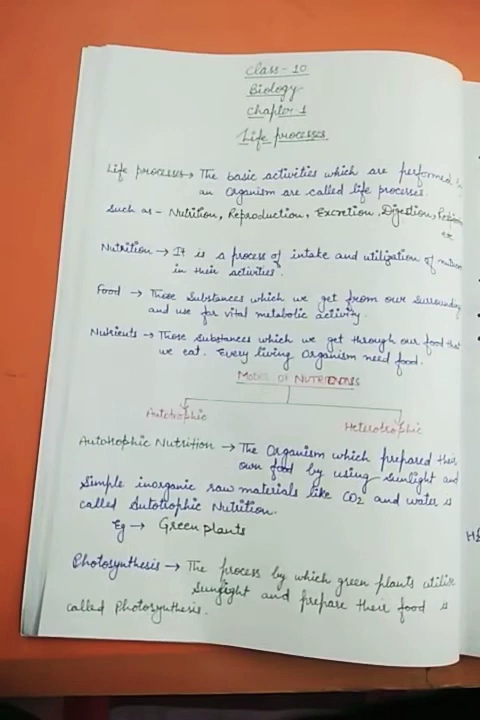 Class-10
Biology
Chapter-1
Life processes
Life processes→ The basic activities which are performed by
an Organism are called life processes.
Such as - Nutrition, Reproduction, Excretion, Digestion,
etc
Nutrition → It is a process of intake and utilization of
in their activities.
Food → Those Substances which we get from our Surrounding
and use for vital metabolic activity.
Nutrients → Those substances which we get through our food that
we eat. Every living Organism need food.
Modes of
Autotrophic Heterotrophic
Autotrophic Nutrition → The Organism which prepared their
own food by using Sunlight and
Simple inorganic raw materials like CO2 and water is
called Autotrophic Nutrition.
Eg → Green plants
Photosynthesis → The process by which green plants utilise
Sunlight and prepare their food is
called Photosynthesis.